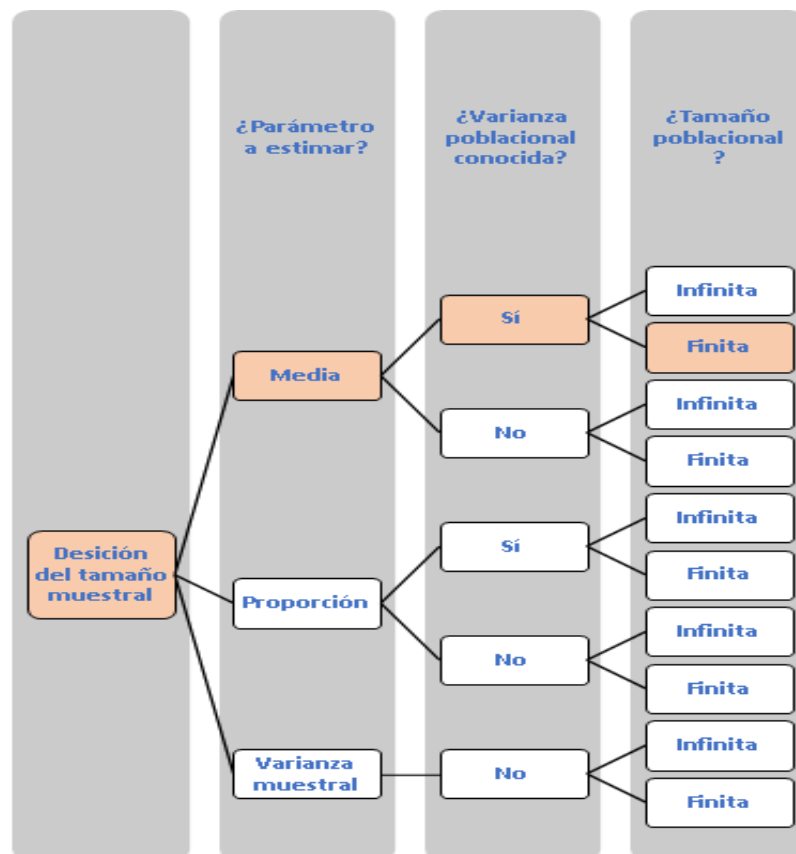 ¿Parámetro
a estimar?
¿Varianza
poblacional
conocida?
¿Tamaño
poblacional
?
Desición
del tamaño
muestral
Media
Sí
Infinita
Finita
No
Infinita
Finita
Proporción
Sí
Infinita
Finita
No
Infinita
Finita
Varianza
muestral
No
Infinita
Finita